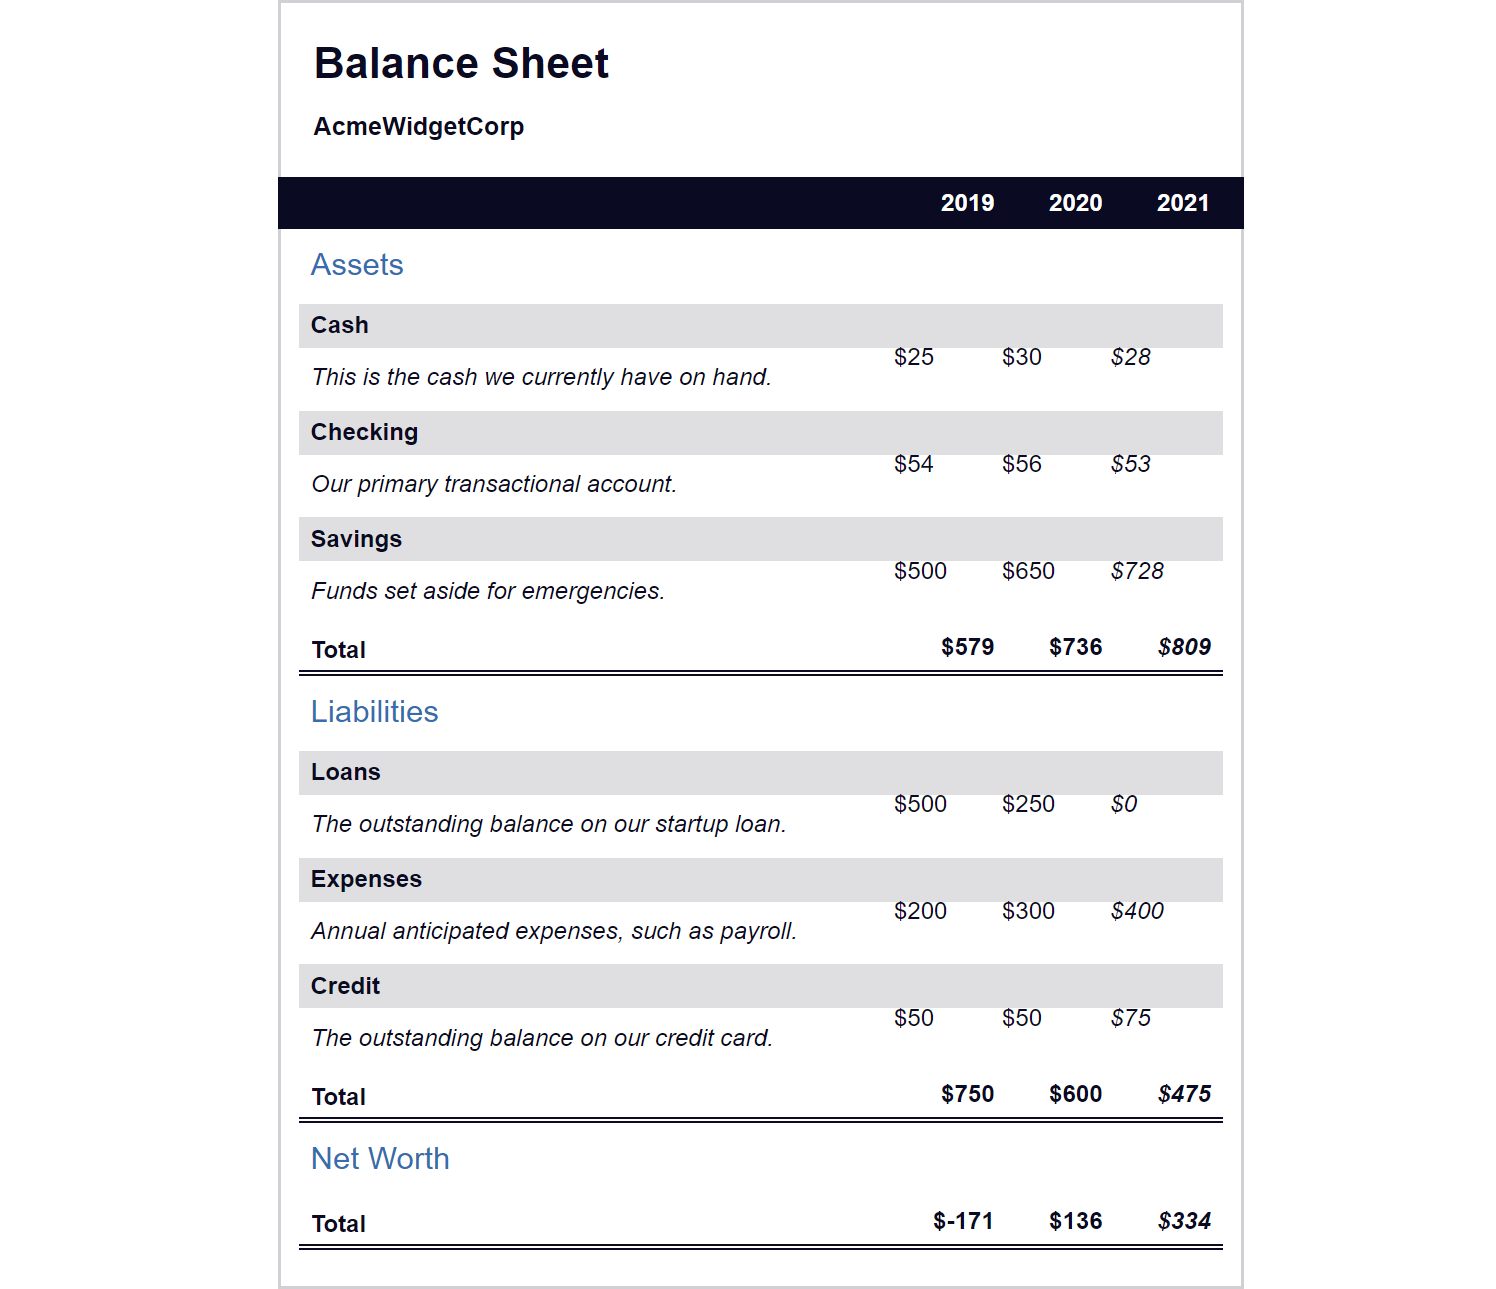 Balance Sheet
AcmeWidgetCorp
2019 2020 2021
Assets
Cash
$25 $30 $28
This is the cash we currently have on hand.
Checking
$54 $56 $53
Our primary transactional account.
Savings
$500 $650 $728
Funds set aside for emergencies.
Total $579 $736 $809
Liabilities
Loans
$500 $250 $0
The outstanding balance on our startup loan.
Expenses
$200 $300 $400
Annual anticipated expenses, such as payroll.
Credit
$50 $50 $75
The outstanding balance on our credit card.
Total $750 $600 $475
Net Worth
Total $-171 $136 $334